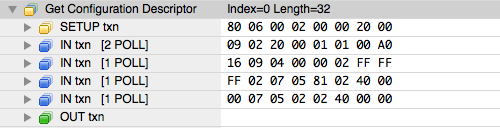 Get Configuration Descriptor Index=0 Length=32
SETUP txn 80 06 00 02 00 00 20 00
IN txn [2 POLL] 09 02 20 00 01 01 00 A0
IN txn [1 POLL] 16 09 04 00 00 02 FF FF
IN txn [1 POLL] FF 02 07 05 81 02 40 00
IN txn [1 POLL] 00 07 05 02 02 40 00 00
OUT txn